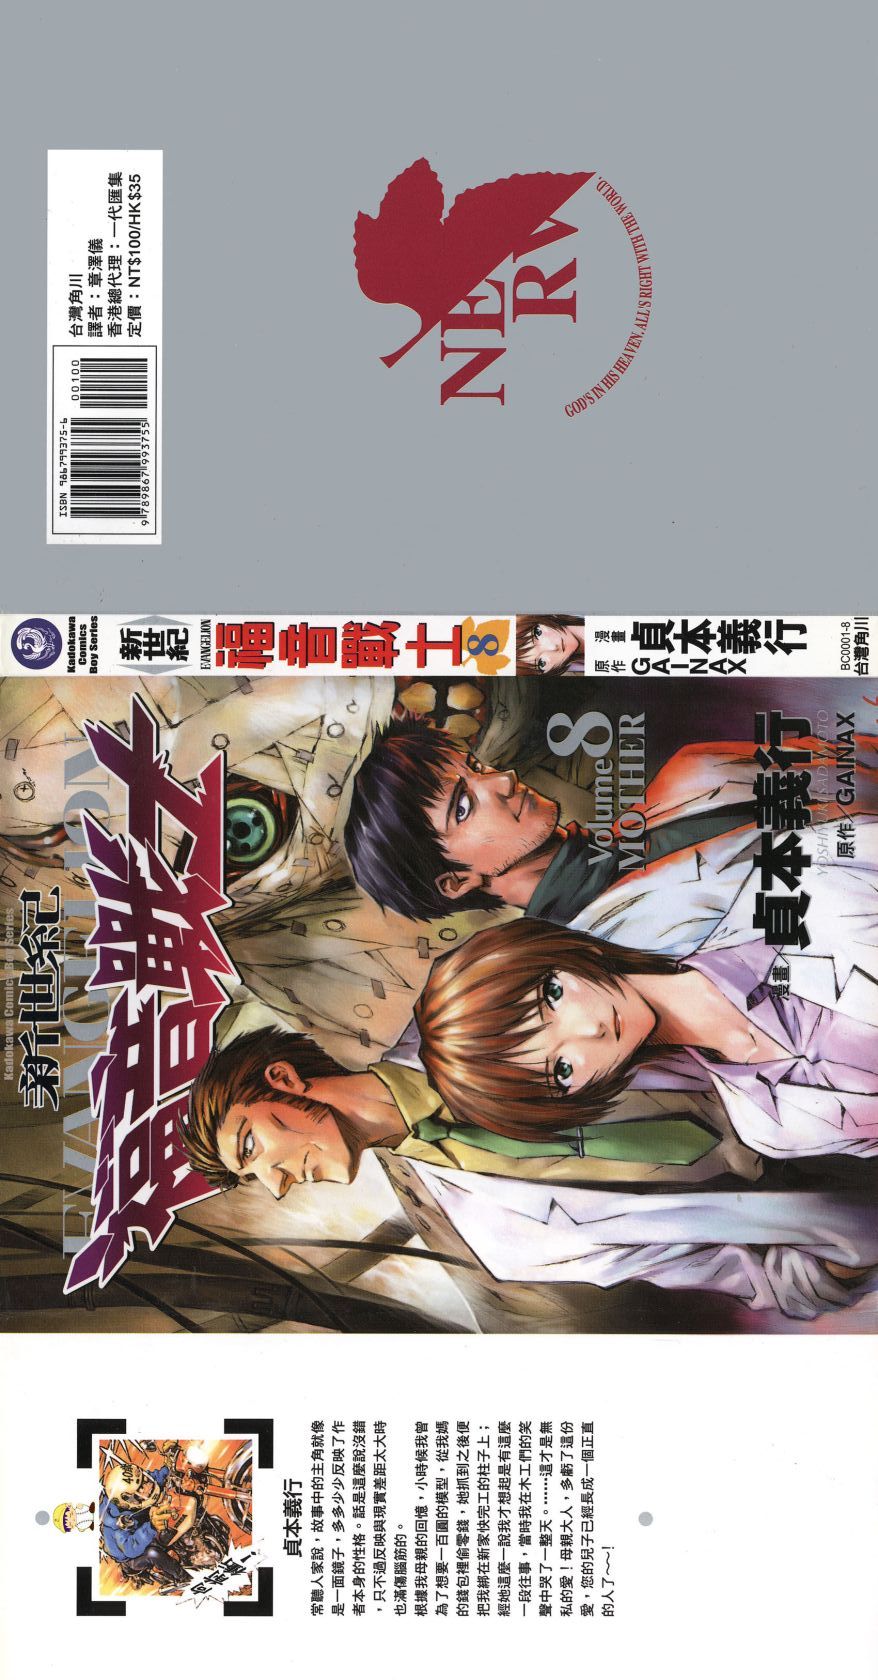 台灣角川
譯者：章澤儀
香港總代理：一代匯集
定價：NT$100/HK$35
ISBN 986799375-6
00100
9 789867 993755
NERV
GOD'S IN HIS HEAVEN. ALL'S RIGHT WITH THE WORLD.
Kadokawa
Comics
Boy Series
新世紀
EVANGELION
福音戰士
8
漫畫
貞本義行
原作
GAINAX
BC0001-8
台灣角川
Kadokawa Comics Boy Series
新世紀
EVANGELION
福音戰士
Volume 8
MOTHER
漫畫╱貞本義行
YOSHIYUKI SADAMOTO
原作╱GAINAX
貞本義行
常聽人家說，故事中的主角就像
是一面鏡子，多多少少反映了作
者本身的性格。話是這麼說沒錯
，只不過反映與現實差距太大時
也滿傷腦筋的。
根據我母親的回憶，小時候我曾
為了想要一百圓的模型，從我媽
的錢包裡偷零錢，她抓到之後便
把我綁在新家快完工的柱子上；
經她這麼一說我才想起是有這麼
一段往事，當時我在木工們的笑
聲中哭了一整天。……這才是無
私的愛！母親大人，多虧了這份
愛，您的兒子已經長成一個正直
的人了～～！